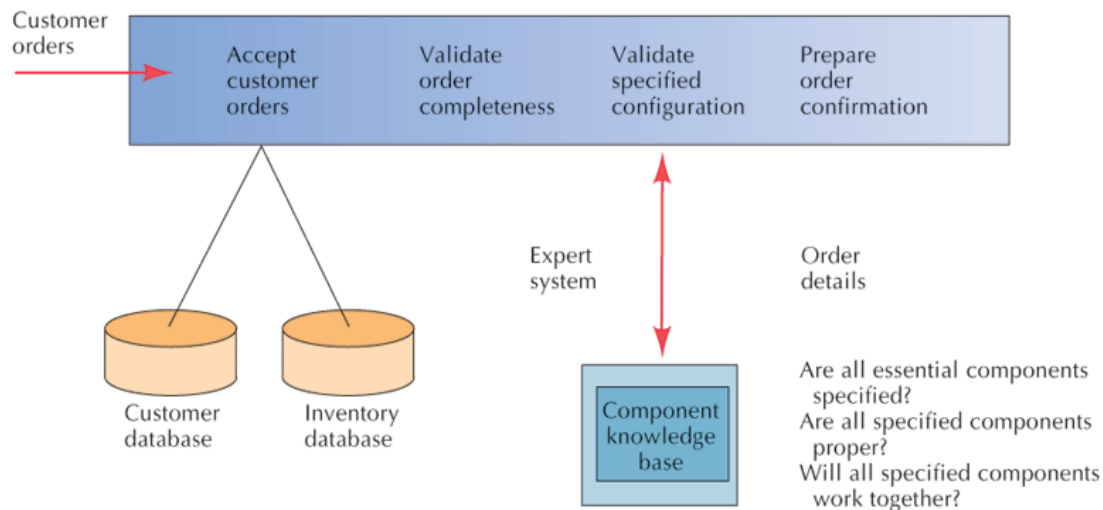 Customer
orders
Accept
customer
orders
Validate
order
completeness
Validate
specified
configuration
Prepare
order
confirmation
Expert
system
Order
details
Customer
database
Inventory
database
Component
knowledge
base
Are all essential components
specified?
Are all specified components
proper?
Will all specified components
work together?